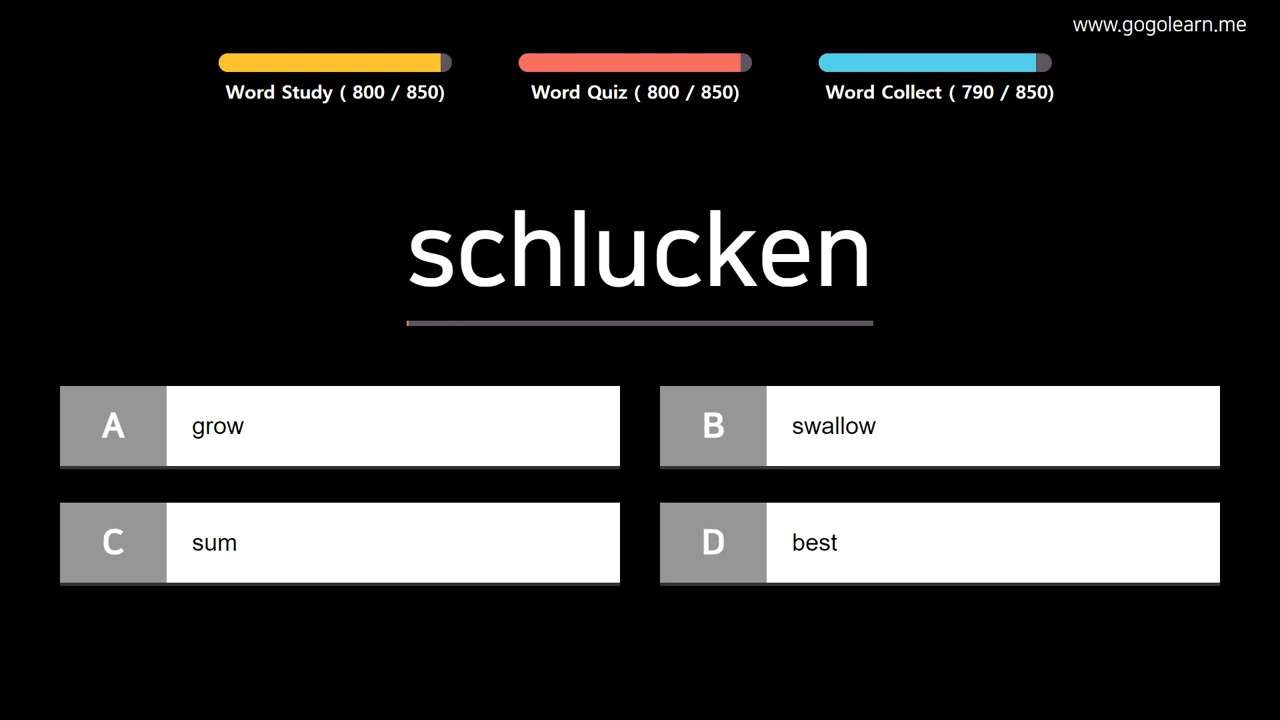 www.gogolearn.me
Word Study ( 800 / 850)
Word Quiz ( 800 / 850)
Word Collect ( 790 / 850)
schlucken
A grow
B swallow
C sum
D best